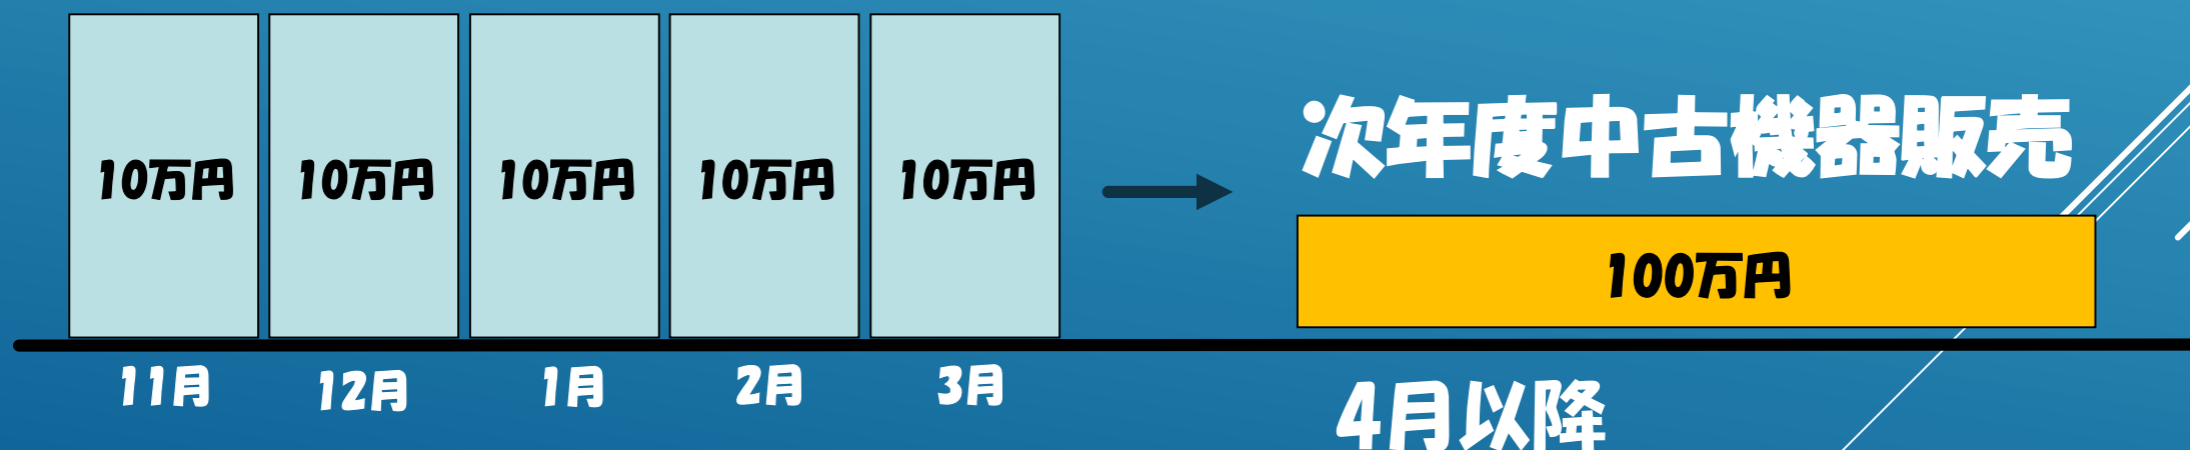 次年度中古機器販売
10万円 10万円 10万円 10万円 10万円
100万円
11月 12月 1月 2月 3月
4月以降